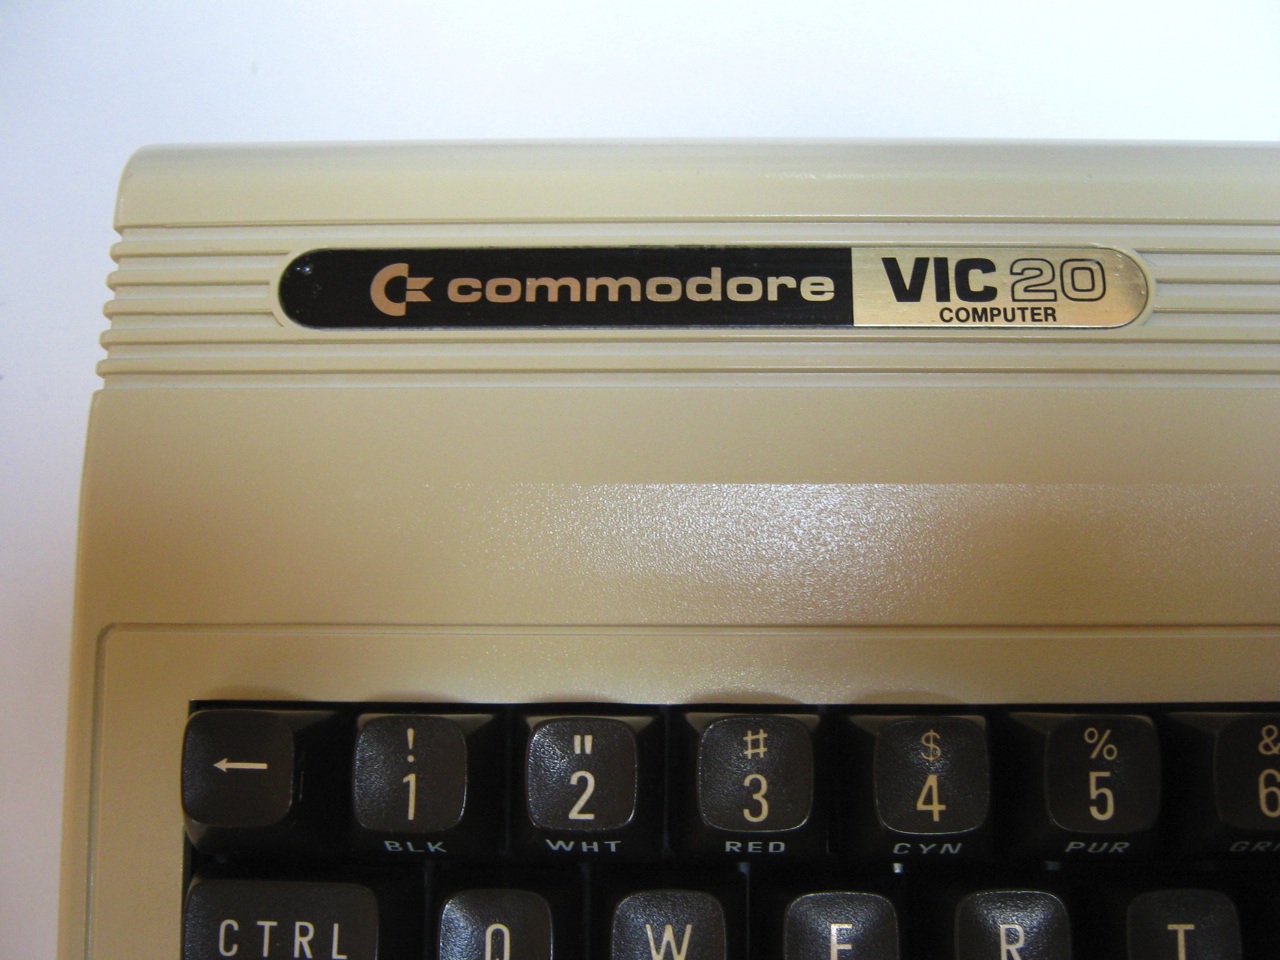 commodore VIC 20
COMPUTER
←
! " # $ % &
1 2 3 4 5 6
BLK WHT RED CYN PUR
CTRL Q W E R T